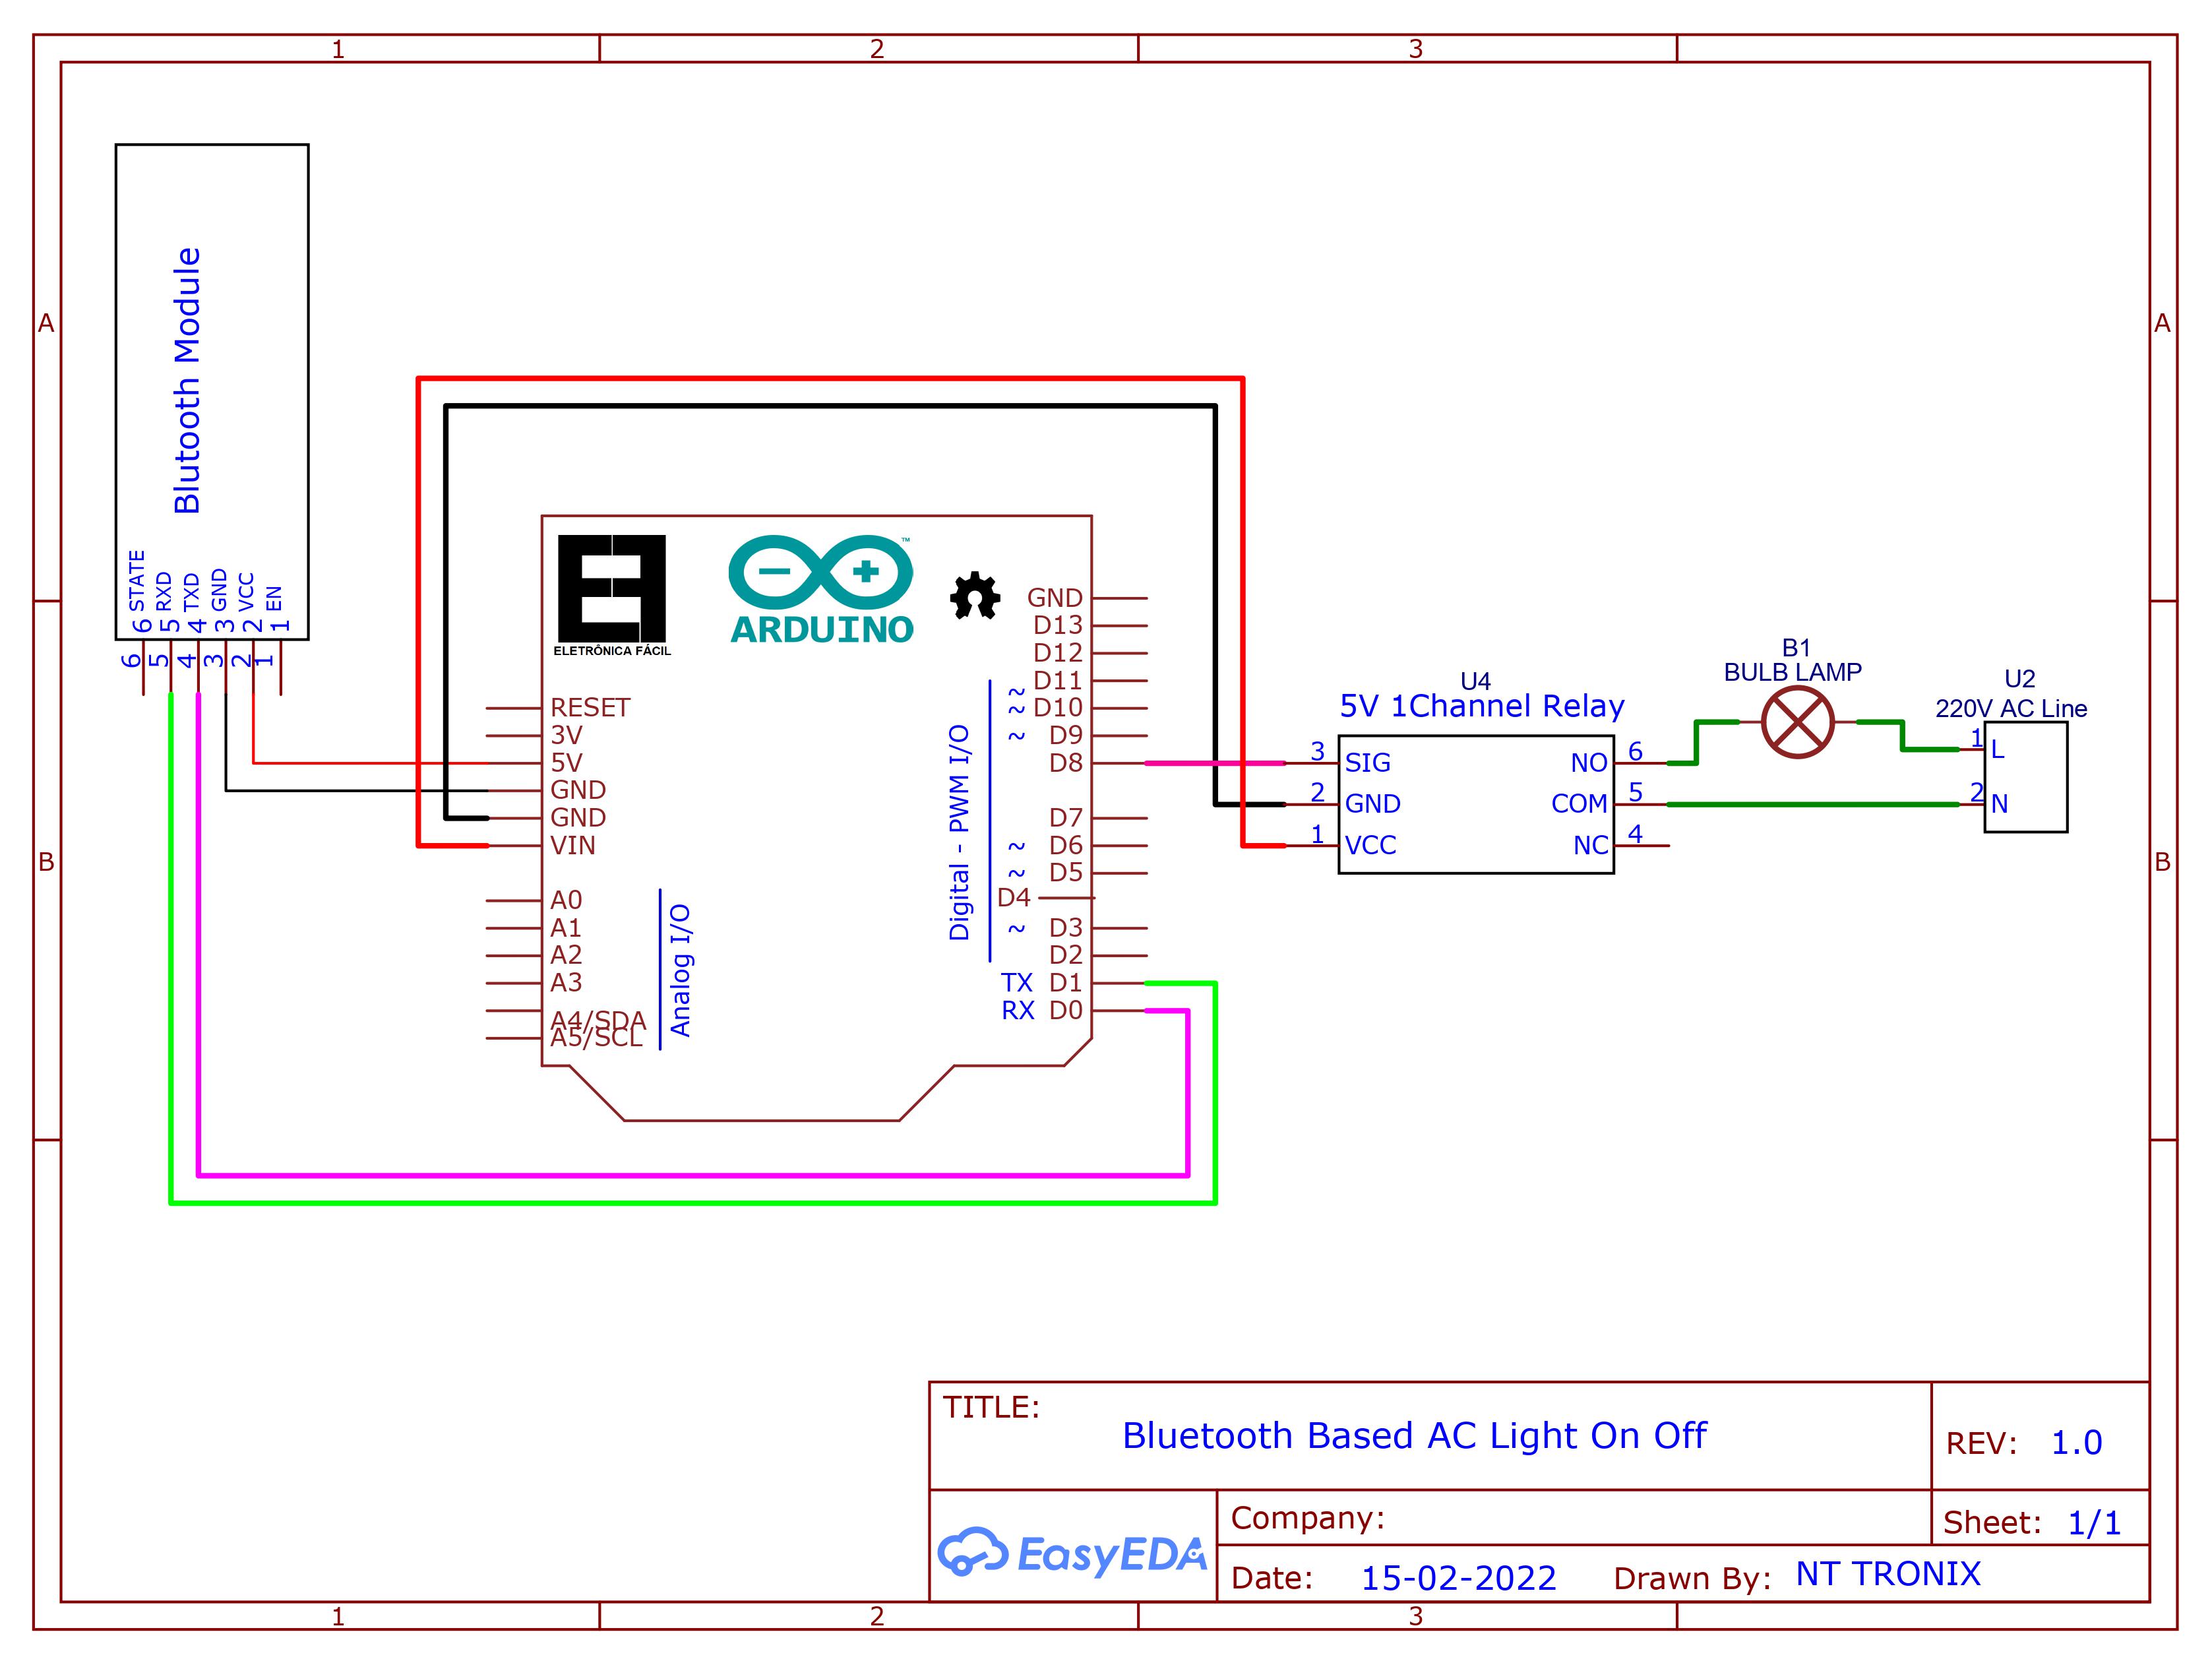 1 2 3
A A
B B
Blutooth Module
STATE RXD TXD GND VCC EN
6 5 4 3 2 1
6 5 4 3 2 1
ELETRÔNICA FÁCIL
ARDUINO™
RESET
3V
5V
GND
GND
VIN
A0
A1
A2
A3
A4/SDA
A5/SCL
Analog I/O
Digital - PWM I/O
GND
D13
D12
~ D11
~ D10
~ D9
D8
D7
~ D6
~ D5
D4
~ D3
D2
TX D1
RX D0
U4
5V 1Channel Relay
3 SIG NO 6
2 GND COM 5
1 VCC NC 4
B1
BULB LAMP
U2
220V AC Line
1 L
2 N
TITLE:
Bluetooth Based AC Light On Off
REV: 1.0
EasyEDA
Company:
Sheet: 1/1
Date: 15-02-2022 Drawn By: NT TRONIX
1 2 3